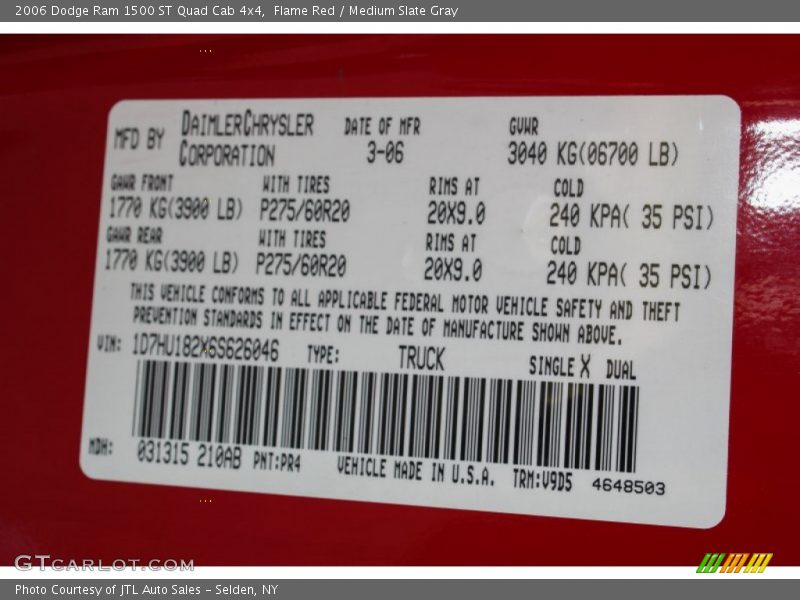 2006 Dodge Ram 1500 ST Quad Cab 4x4, Flame Red / Medium Slate Gray
MFD BY DAIMLERCHRYSLER CORPORATION DATE OF MFR 3-06 GVWR 3040 KG(06700 LB)
GAWR FRONT WITH TIRES RIMS AT COLD
1770 KG(3900 LB) P275/60R20 20X9.0 240 KPA( 35 PSI)
GAWR REAR WITH TIRES RIMS AT COLD
1770 KG(3900 LB) P275/60R20 20X9.0 240 KPA( 35 PSI)
THIS VEHICLE CONFORMS TO ALL APPLICABLE FEDERAL MOTOR VEHICLE SAFETY AND THEFT
PREVENTION STANDARDS IN EFFECT ON THE DATE OF MANUFACTURE SHOWN ABOVE.
VIN: 1D7HU182X6S626046 TYPE: TRUCK SINGLE X DUAL
MDH: 031315 210AB PNT:PR4 VEHICLE MADE IN U.S.A. TRM:V9D5 4648503
GTCARLOT.COM
Photo Courtesy of JTL Auto Sales - Selden, NY